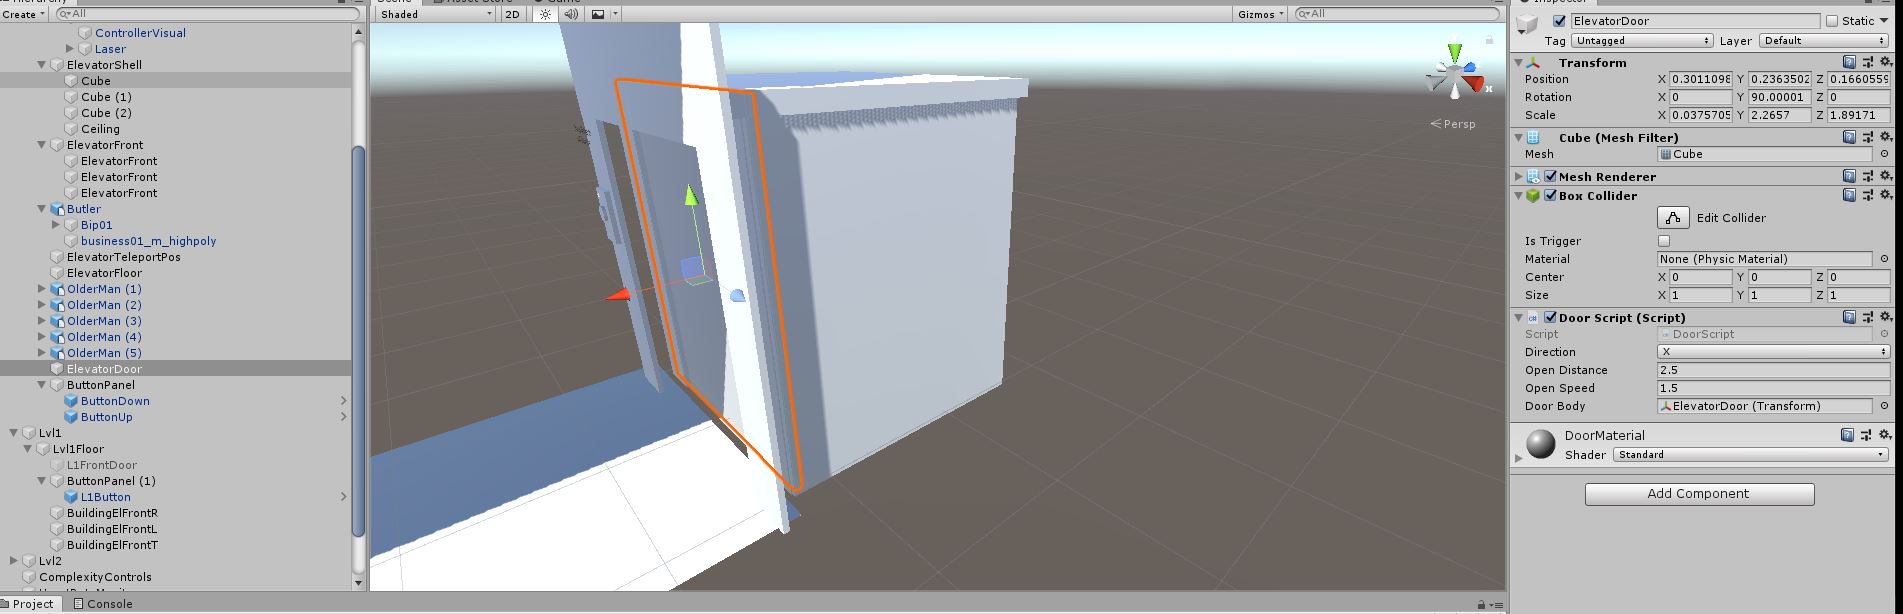 Create
All
ControllerVisual
Laser
ElevatorShell
Cube
Cube (1)
Cube (2)
Ceiling
ElevatorFront
ElevatorFront
ElevatorFront
ElevatorFront
Butler
Bip01
business01_m_highpoly
ElevatorTeleportPos
ElevatorFloor
OlderMan (1)
OlderMan (2)
OlderMan (3)
OlderMan (4)
OlderMan (5)
ElevatorDoor
ButtonPanel
ButtonDown
ButtonUp
Lvl1
Lvl1Floor
L1FrontDoor
ButtonPanel (1)
L1Button
BuildingElFrontR
BuildingElFrontL
BuildingElFrontT
Lvl2
ComplexityControls
Project Console
Shaded 2D Gizmos All
x
Persp
ElevatorDoor Static
Tag Untagged Layer Default
Transform
Position X 0.3011098 Y 0.2363502 Z 0.1660559
Rotation X 0 Y 90.00001 Z 0
Scale X 0.0375705 Y 2.2657 Z 1.89171
Cube (Mesh Filter)
Mesh Cube
Mesh Renderer
Box Collider
Edit Collider
Is Trigger
Material None (Physic Material)
Center X 0 Y 0 Z 0
Size X 1 Y 1 Z 1
Door Script (Script)
Script DoorScript
Direction X
Open Distance 2.5
Open Speed 1.5
Door Body ElevatorDoor (Transform)
DoorMaterial
Shader Standard
Add Component